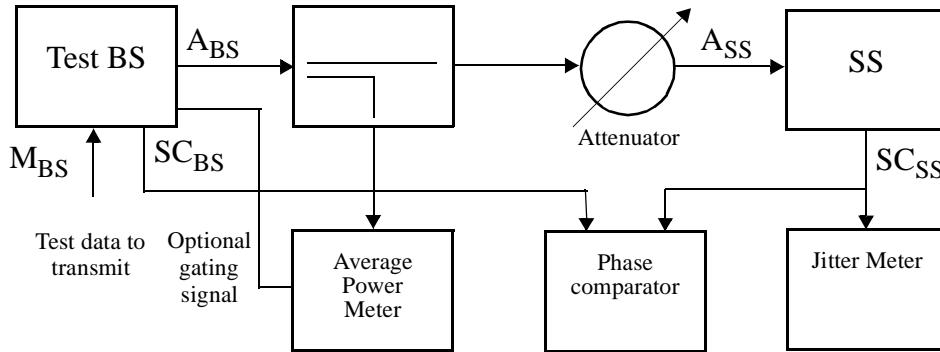 Test BS
A_BS
A_SS
SS
Attenuator
M_BS
SC_BS
SC_SS
Test data to
transmit
Optional
gating
signal
Average
Power
Meter
Phase
comparator
Jitter Meter